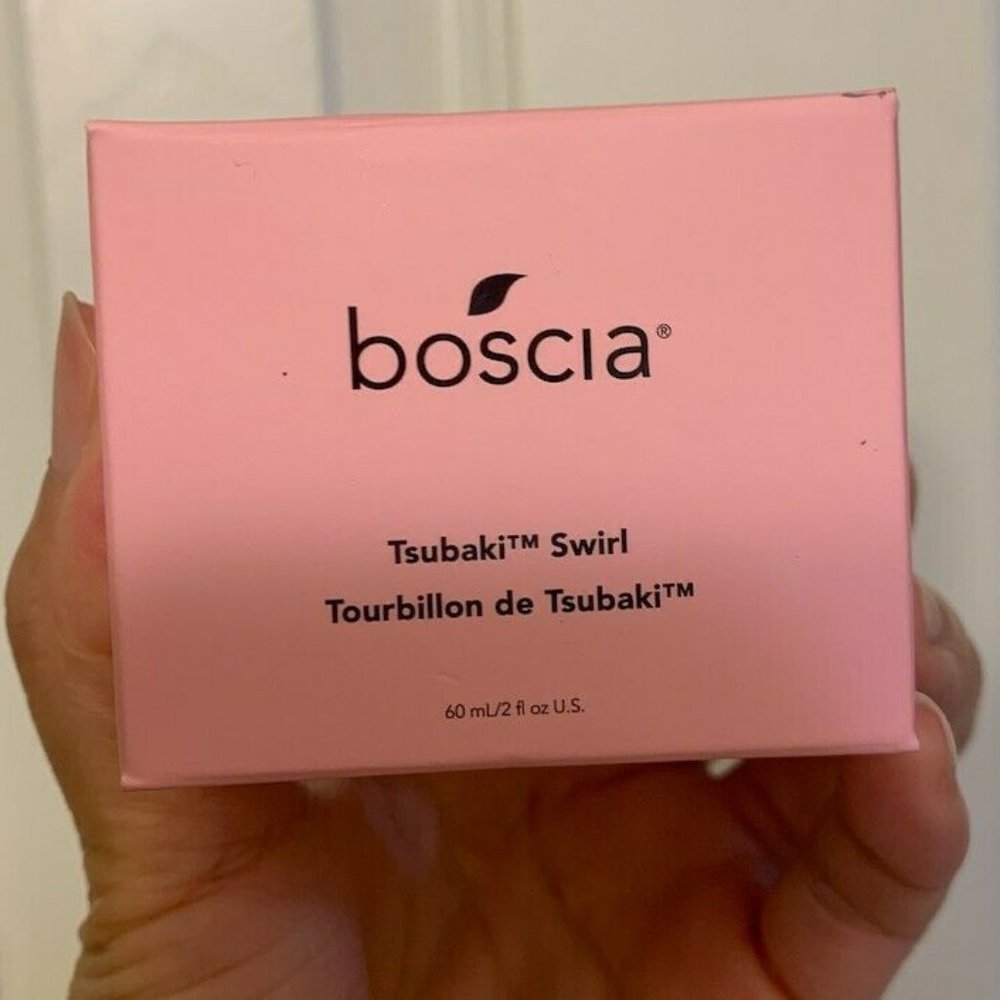 boscia®
Tsubaki™ Swirl
Tourbillon de Tsubaki™
60 mL/2 fl oz U.S.